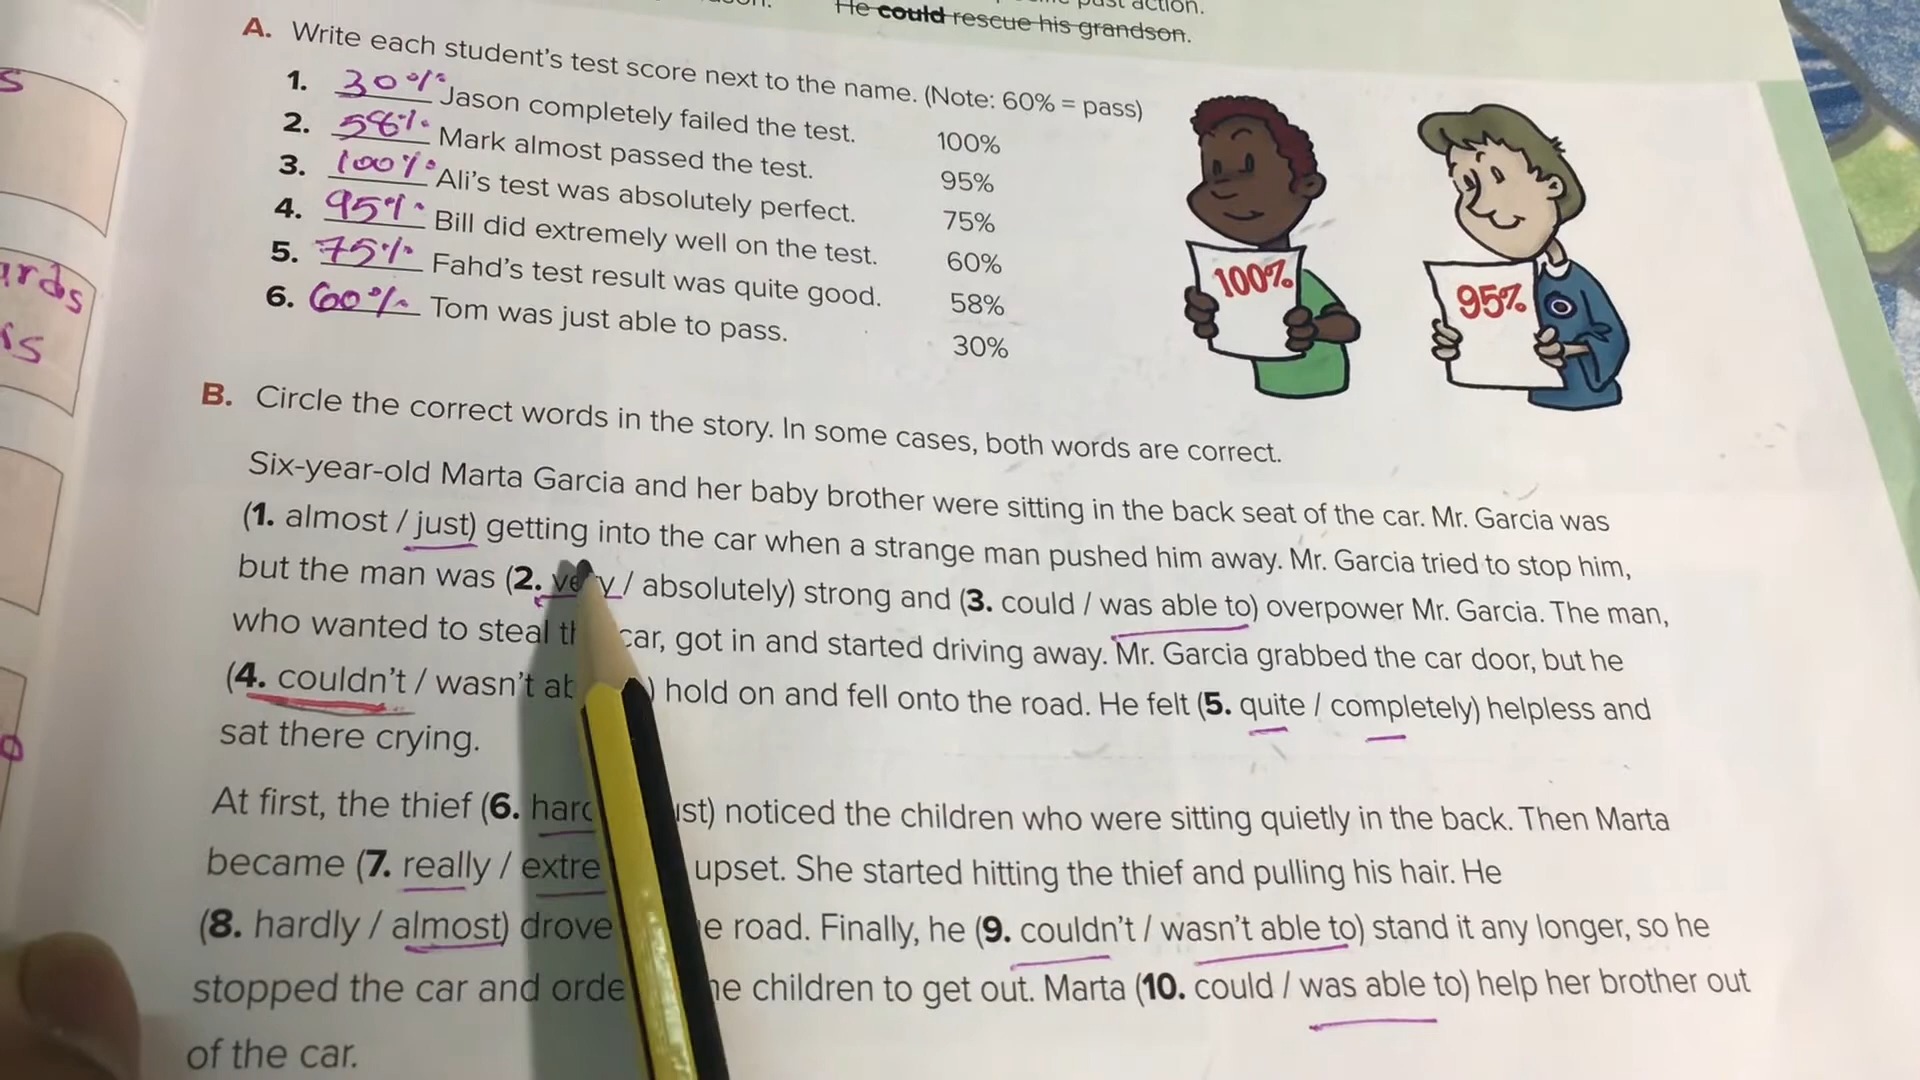 He could rescue his grandson.
A. Write each student's test score next to the name. (Note: 60% = pass)
1. 30% Jason completely failed the test.
2. 58% Mark almost passed the test.
3. 100% Ali's test was absolutely perfect.
4. 95% Bill did extremely well on the test.
5. 75% Fahd's test result was quite good.
6. 60% Tom was just able to pass.
100%
95%
75%
60%
58%
30%
100%
95%
B. Circle the correct words in the story. In some cases, both words are correct.
Six-year-old Marta Garcia and her baby brother were sitting in the back seat of the car. Mr. Garcia was
(1. almost / just) getting into the car when a strange man pushed him away. Mr. Garcia tried to stop him,
but the man was (2. very / absolutely) strong and (3. could / was able to) overpower Mr. Garcia. The man,
who wanted to steal car, got in and started driving away. Mr. Garcia grabbed the car door, but he
(4. couldn't / wasn't ) hold on and fell onto the road. He felt (5. quite / completely) helpless and
sat there crying.
At first, the thief (6. noticed the children who were sitting quietly in the back. Then Marta
became (7. really / upset. She started hitting the thief and pulling his hair. He
(8. hardly / almost) drove road. Finally, he (9. couldn't / wasn't able to) stand it any longer, so he
stopped the car and children to get out. Marta (10. could / was able to) help her brother out
of the car.